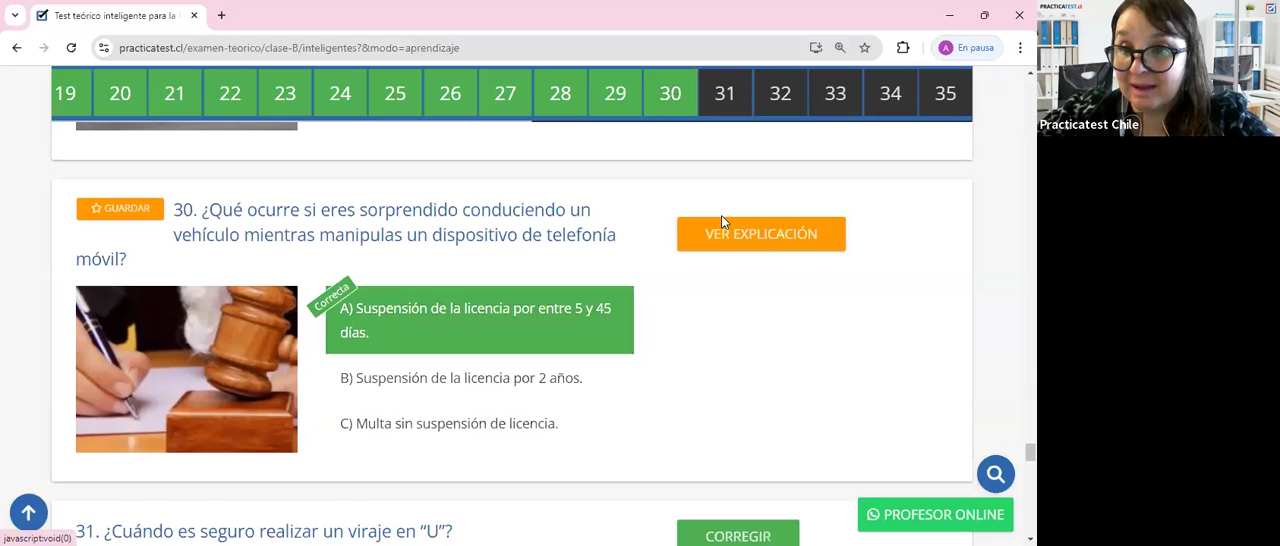 Test teórico inteligente para la
practicatest.cl/examen-teorico/clase-B/inteligentes?&modo=aprendizaje
En pausa
PRACTICATEST.cl
Practicatest Chile
19 20 21 22 23 24 25 26 27 28 29 30 31 32 33 34 35
GUARDAR
30. ¿Qué ocurre si eres sorprendido conduciendo un
vehículo mientras manipulas un dispositivo de telefonía
móvil?
VER EXPLICACIÓN
Correcta
A) Suspensión de la licencia por entre 5 y 45
días.
B) Suspensión de la licencia por 2 años.
C) Multa sin suspensión de licencia.
PROFESOR ONLINE
31. ¿Cuándo es seguro realizar un viraje en “U”?
CORREGIR
javascript:void(0)